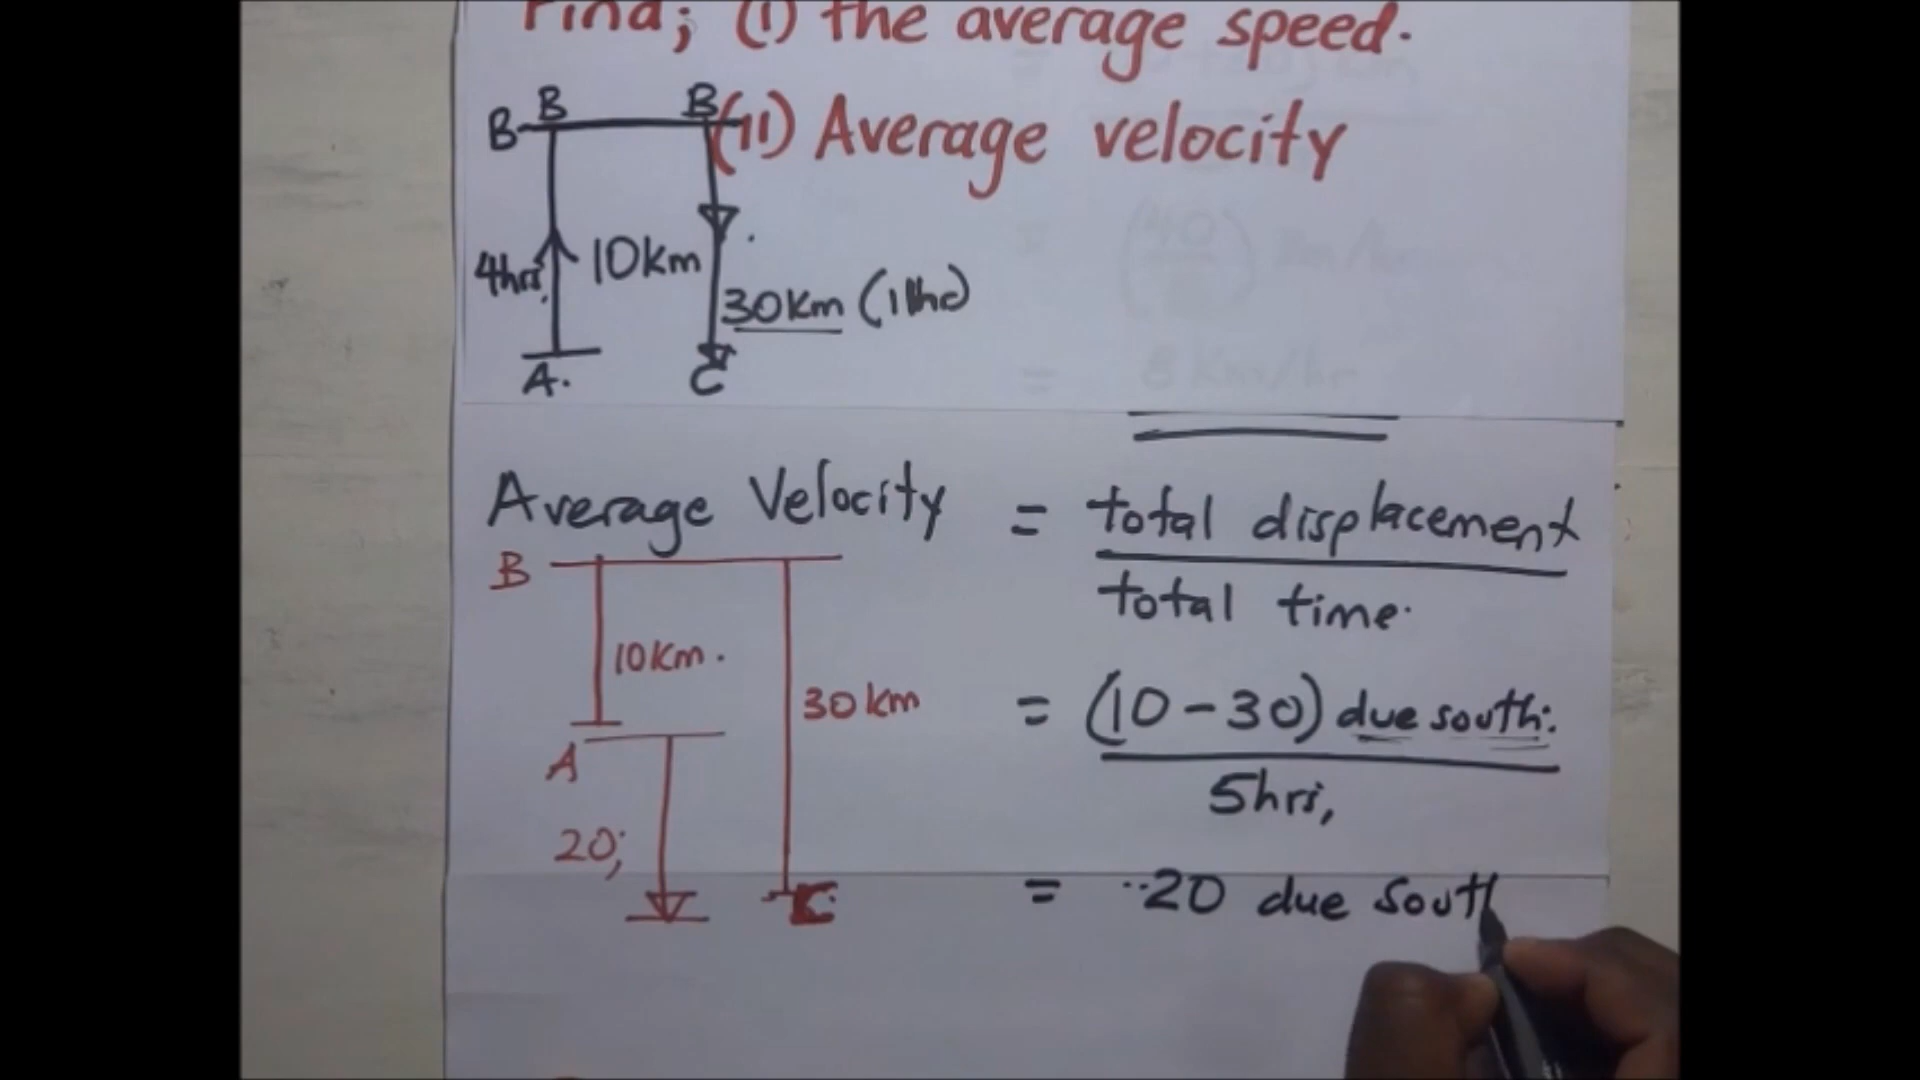 Find; (i) the average speed.
B B B
(ii) Average velocity
4hrs 10km
30km
A. C
Average Velocity = total displacement
total time.
B
10km.
30km
= (10-30) due south:
5hrs,
A
20;
C
= -20 due South